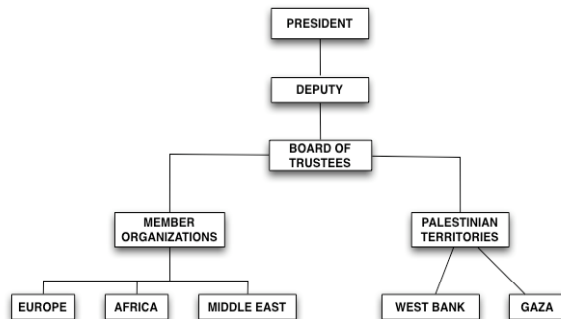 PRESIDENT
DEPUTY
BOARD OF
TRUSTEES
MEMBER
ORGANIZATIONS
PALESTINIAN
TERRITORIES
EUROPE
AFRICA
MIDDLE EAST
WEST BANK
GAZA